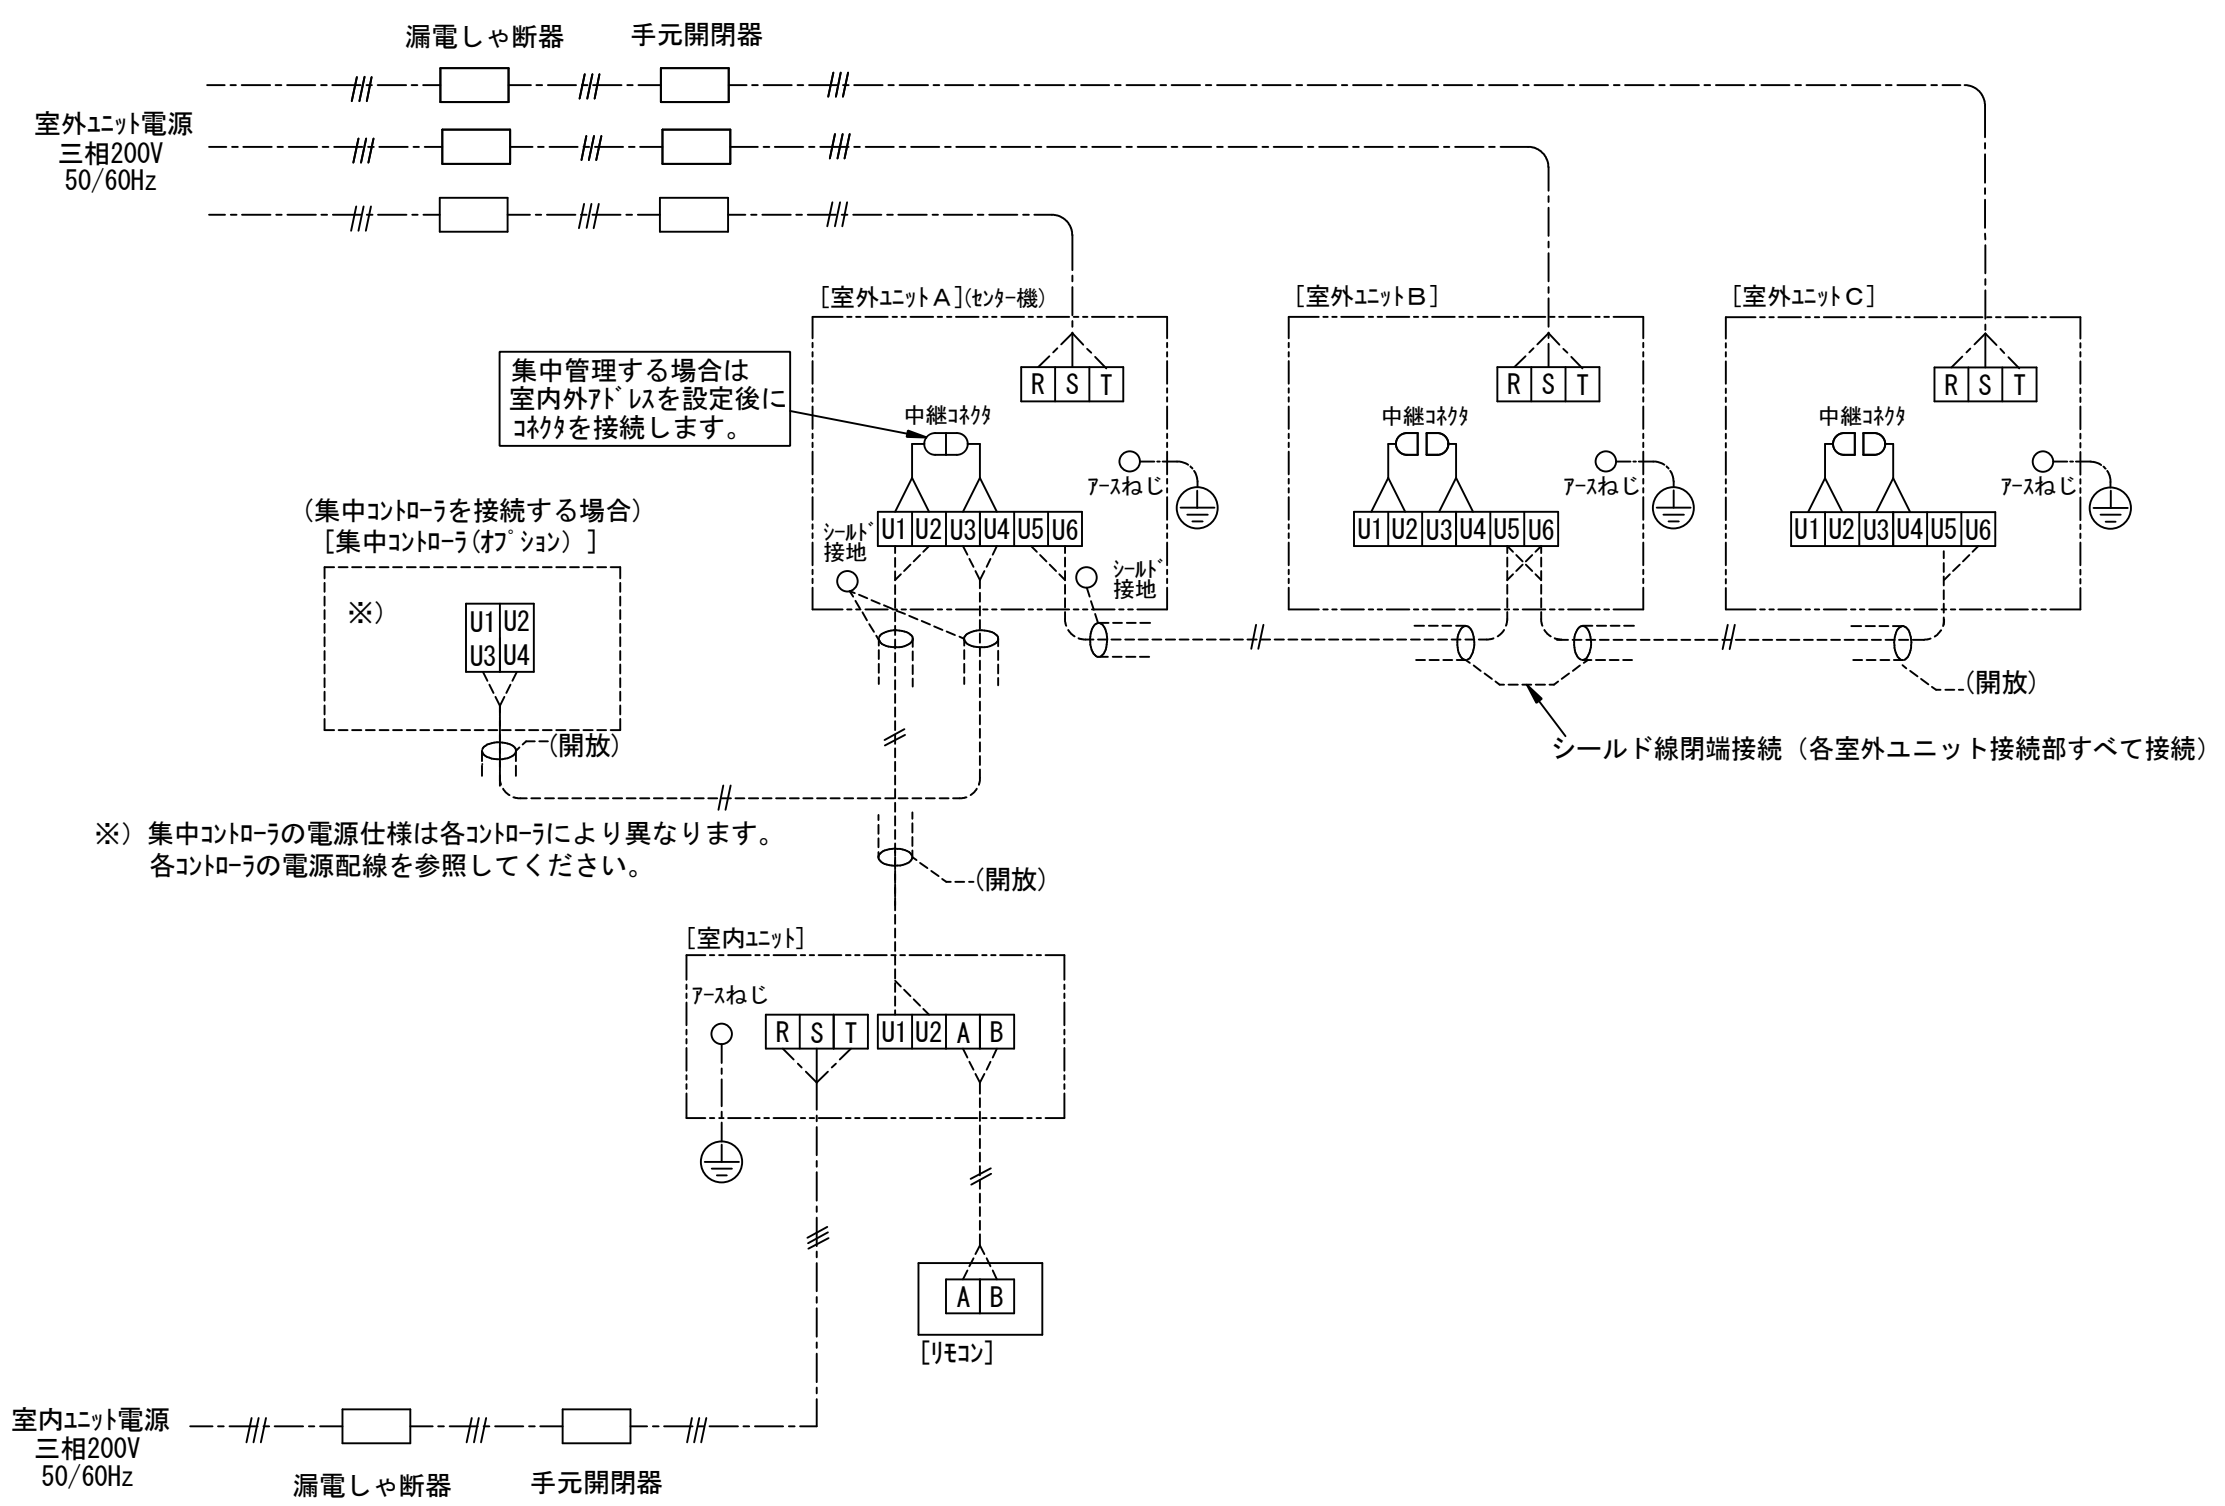 漏電しゃ断器
手元開閉器
室外ﾕﾆｯﾄ電源
三相200V
50/60Hz
[室外ﾕﾆｯﾄA](ｾﾝﾀｰ機)
[室外ﾕﾆｯﾄB]
[室外ﾕﾆｯﾄC]
R S T
R S T
R S T
集中管理する場合は
室内外ｱﾄﾞﾚｽを設定後に
ｺﾈｸﾀを接続します。
中継ｺﾈｸﾀ
中継ｺﾈｸﾀ
中継ｺﾈｸﾀ
ｱｰｽねじ
ｱｰｽねじ
ｱｰｽねじ
U1 U2 U3 U4 U5 U6
U1 U2 U3 U4 U5 U6
U1 U2 U3 U4 U5 U6
ｼｰﾙﾄﾞ
接地
ｼｰﾙﾄﾞ
接地
(集中ｺﾝﾄﾛｰﾗを接続する場合)
[集中ｺﾝﾄﾛｰﾗ(ｵﾌﾟｼｮﾝ) ]
※)
U1 U2
U3 U4
(開放)
(開放)
シールド線閉端接続（各室外ユニット接続部すべて接続）
※) 集中ｺﾝﾄﾛｰﾗの電源仕様は各ｺﾝﾄﾛｰﾗにより異なります。
各ｺﾝﾄﾛｰﾗの電源配線を参照してください。
(開放)
[室内ﾕﾆｯﾄ]
ｱｰｽねじ
R S T
U1 U2 A B
A B
[ﾘﾓｺﾝ]
室内ﾕﾆｯﾄ電源
三相200V
50/60Hz
漏電しゃ断器
手元開閉器